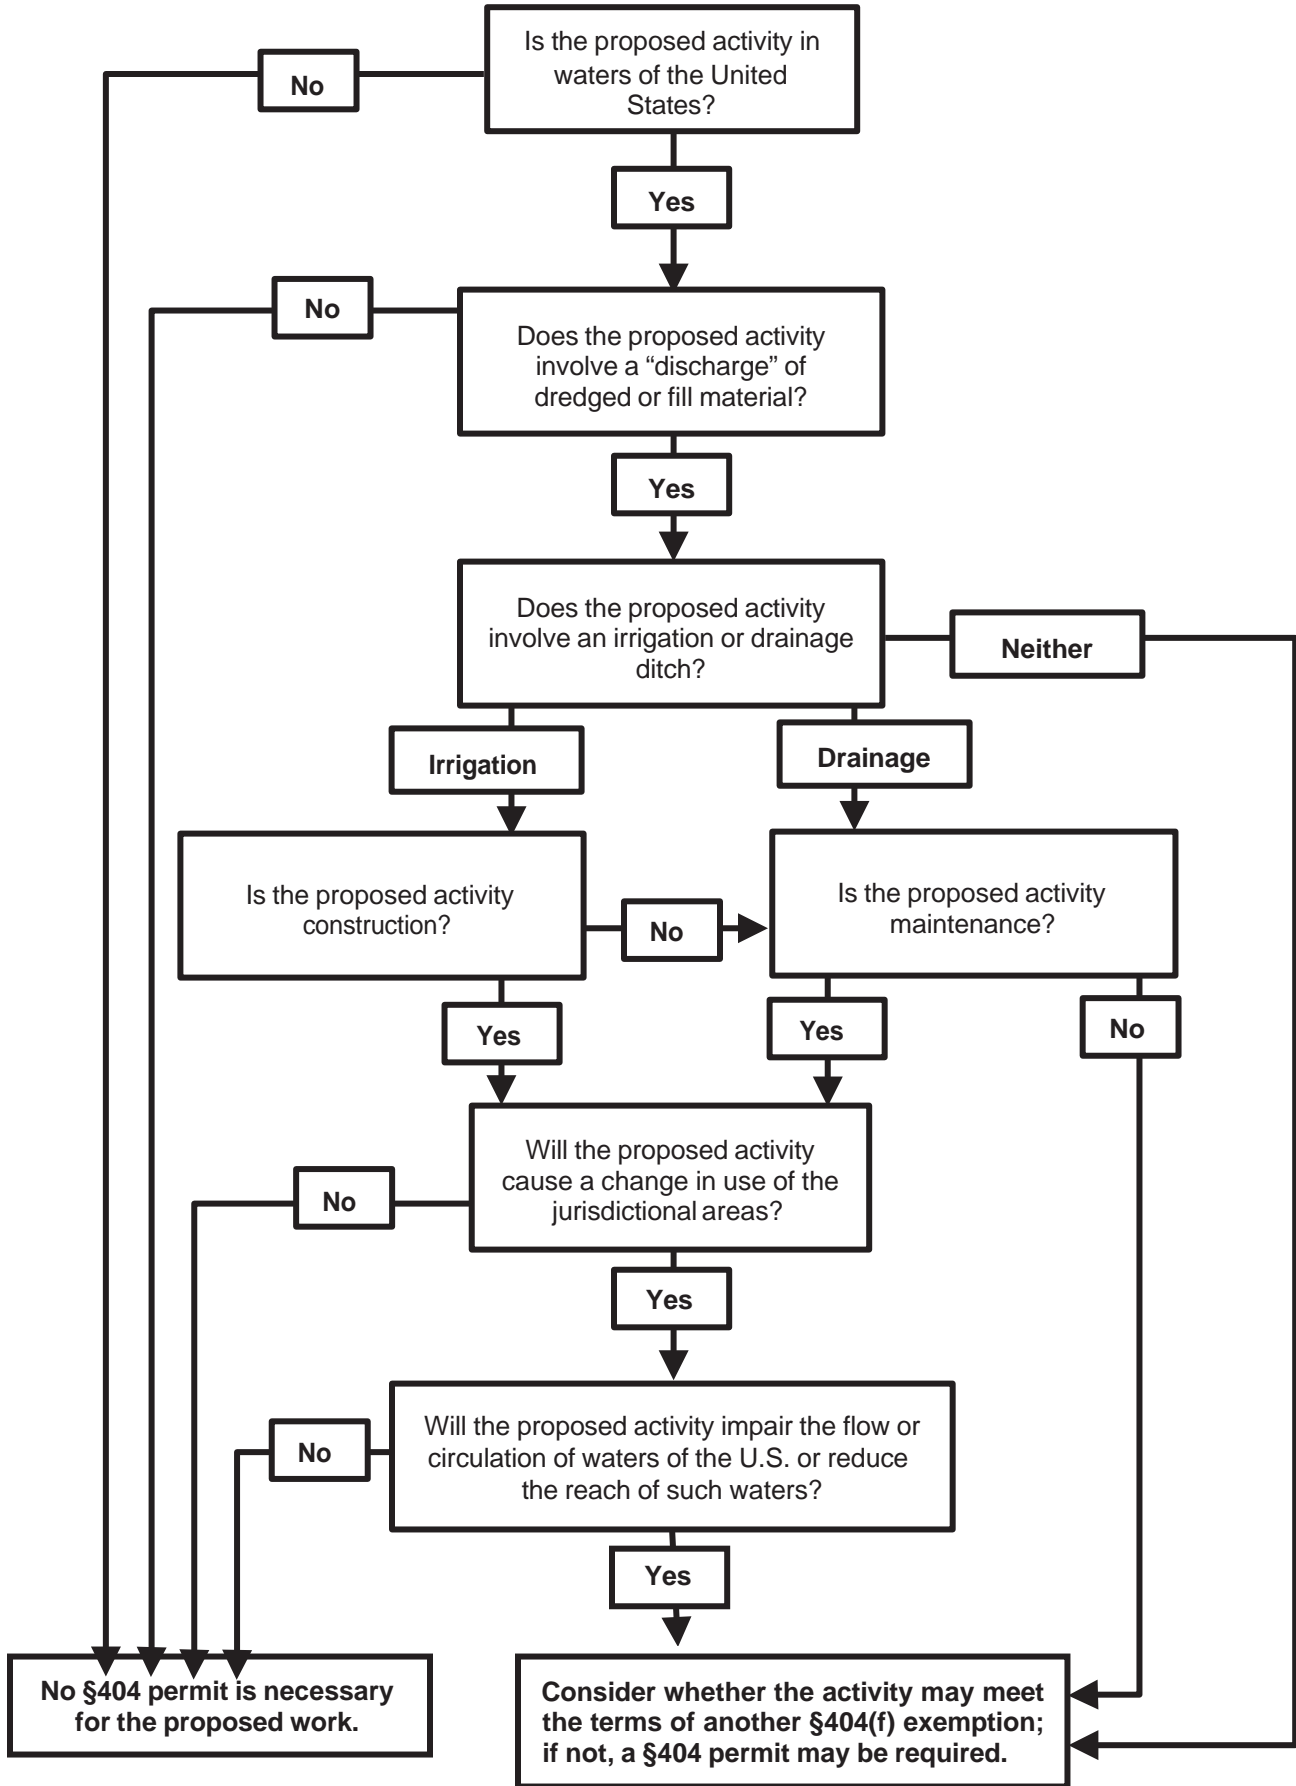 Is the proposed activity in
waters of the United
States?
No
Yes
No
Does the proposed activity
involve a “discharge” of
dredged or fill material?
Yes
Does the proposed activity
involve an irrigation or drainage
ditch?
Neither
Irrigation
Drainage
Is the proposed activity
construction?
No
Is the proposed activity
maintenance?
Yes
Yes
No
Will the proposed activity
cause a change in use of the
jurisdictional areas?
No
Yes
Will the proposed activity impair the flow or
circulation of waters of the U.S. or reduce
the reach of such waters?
No
Yes
No §404 permit is necessary
for the proposed work.
Consider whether the activity may meet
the terms of another §404(f) exemption;
if not, a §404 permit may be required.